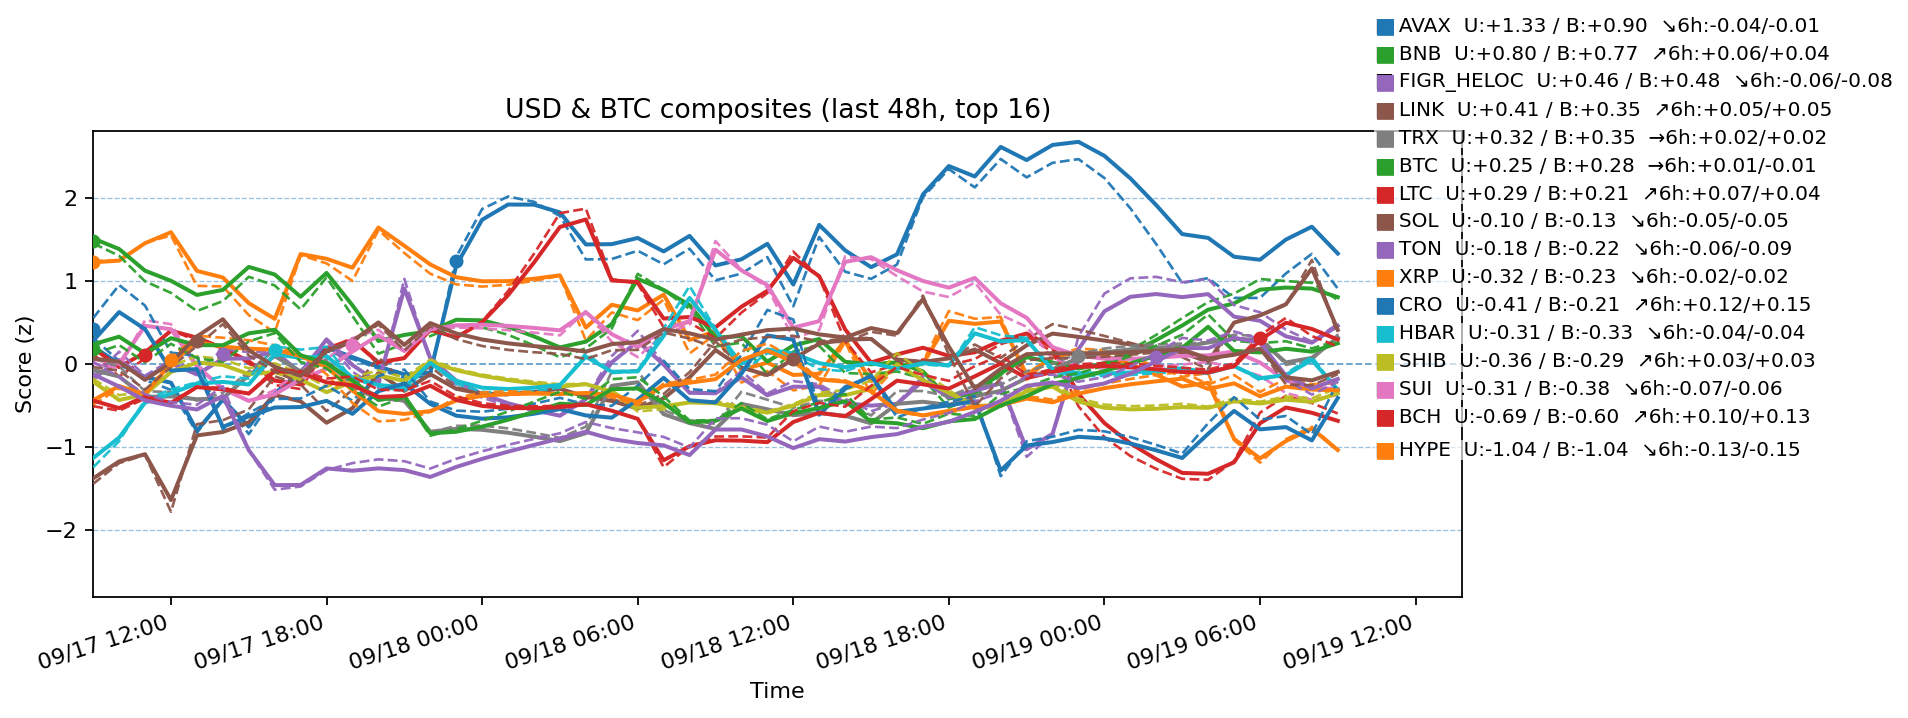 AVAX  U:+1.33 / B:+0.90  ↘6h:-0.04/-0.01
BNB  U:+0.80 / B:+0.77  ↗6h:+0.06/+0.04
FIGR_HELOC  U:+0.46 / B:+0.48  ↘6h:-0.06/-0.08
LINK  U:+0.41 / B:+0.35  ↗6h:+0.05/+0.05
TRX  U:+0.32 / B:+0.35  →6h:+0.02/+0.02
BTC  U:+0.25 / B:+0.28  →6h:+0.01/-0.01
LTC  U:+0.29 / B:+0.21  ↗6h:+0.07/+0.04
SOL  U:-0.10 / B:-0.13  ↘6h:-0.05/-0.05
TON  U:-0.18 / B:-0.22  ↘6h:-0.06/-0.09
XRP  U:-0.32 / B:-0.23  ↘6h:-0.02/-0.02
CRO  U:-0.41 / B:-0.21  ↗6h:+0.12/+0.15
HBAR  U:-0.31 / B:-0.33  ↘6h:-0.04/-0.04
SHIB  U:-0.36 / B:-0.29  ↗6h:+0.03/+0.03
SUI  U:-0.31 / B:-0.38  ↘6h:-0.07/-0.06
BCH  U:-0.69 / B:-0.60  ↗6h:+0.10/+0.13
HYPE  U:-1.04 / B:-1.04  ↘6h:-0.13/-0.15
USD & BTC composites (last 48h, top 16)
Score (z)
2
1
0
−1
−2
09/17 12:00
09/17 18:00
09/18 00:00
09/18 06:00
09/18 12:00
09/18 18:00
09/19 00:00
09/19 06:00
09/19 12:00
Time